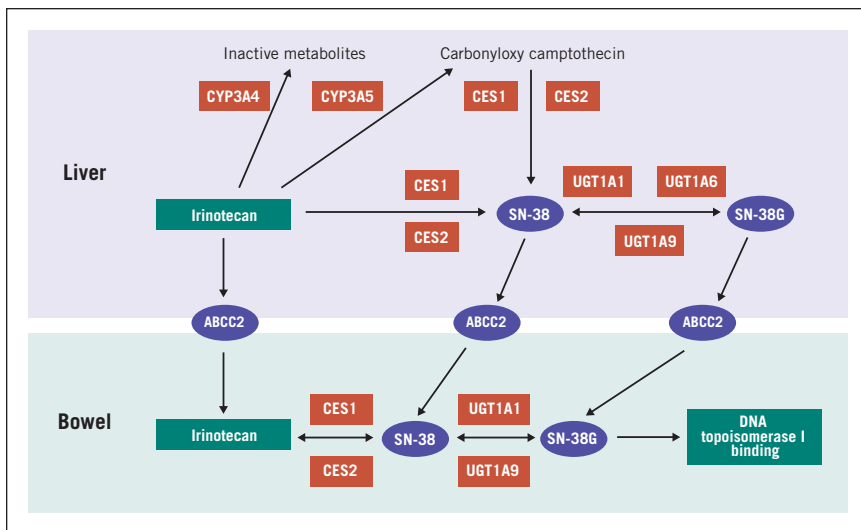 Inactive metabolites
Carbonyloxy camptothecin
CYP3A4
CYP3A5
CES1
CES2
Liver
CES1
UGT1A1
UGT1A6
Irinotecan
SN-38
SN-38G
CES2
UGT1A9
ABCC2
ABCC2
ABCC2
Bowel
CES1
UGT1A1
DNA
topoisomerase I
binding
Irinotecan
SN-38
SN-38G
CES2
UGT1A9